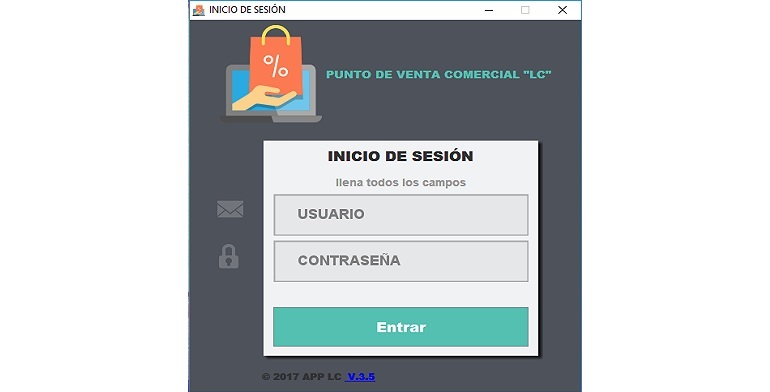 INICIO DE SESIÓN
%
PUNTO DE VENTA COMERCIAL "LC"
INICIO DE SESIÓN
llena todos los campos
USUARIO
CONTRASEÑA
Entrar
© 2017 APP LC V.3.5